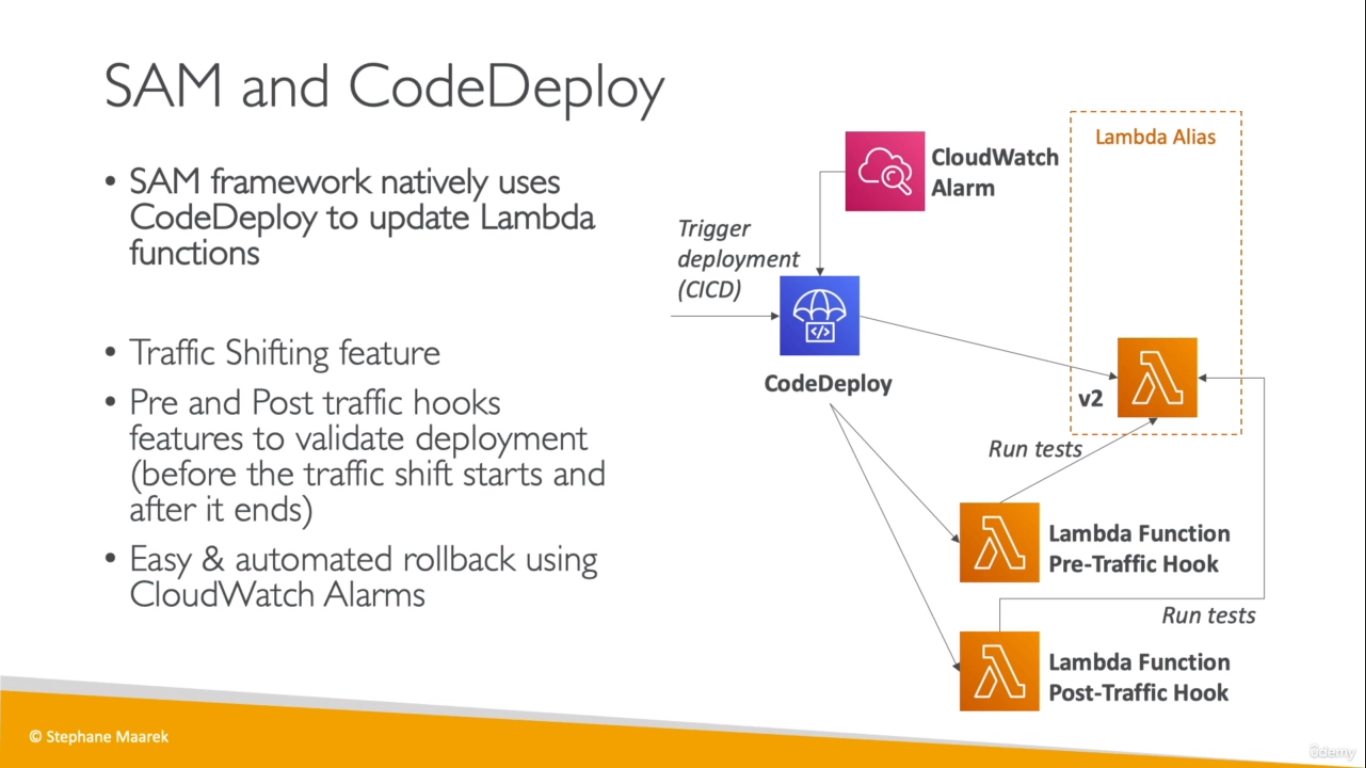 SAM and CodeDeploy
• SAM framework natively uses
CodeDeploy to update Lambda
functions
• Traffic Shifting feature
• Pre and Post traffic hooks
features to validate deployment
(before the traffic shift starts and
after it ends)
• Easy & automated rollback using
CloudWatch Alarms
Lambda Alias
CloudWatch
Alarm
Trigger
deployment
(CICD)
</>
CodeDeploy
v2
Run tests
Lambda Function
Pre-Traffic Hook
Run tests
Lambda Function
Post-Traffic Hook
© Stephane Maarek
ûdemy